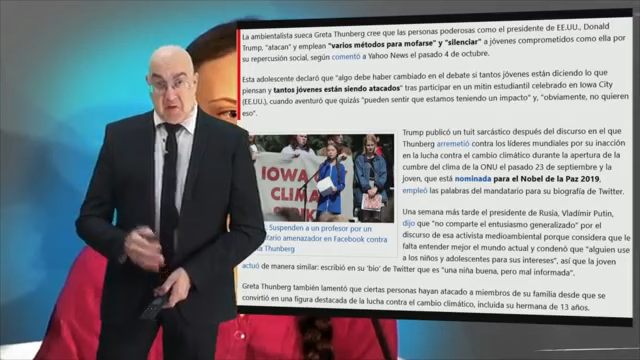 La ambientalista sueca Greta Thunberg cree que las personas poderosas como el presidente de EE.UU., Donald
Trump, "atacan" y emplean "varios métodos para mofarse" y "silenciar" a jóvenes comprometidos como ella por
su repercusión social, según comentó a Yahoo News el pasado 4 de octubre.
Esta adolescente declaró que "algo debe haber cambiado en el debate si tantos jóvenes están diciendo lo que
piensan y tantos jóvenes están siendo atacados" tras participar en un mitin estudiantil celebrado en Iowa City
(EE.UU.), cuando aventuró que quizás "pueden sentir que estamos teniendo un impacto" y, "obviamente, no quieren
eso".
IOWA C
CLIMA
Suspenden a un profesor por un
tario amenazador en Facebook contra
Thunberg
Trump publicó un tuit sarcástico después del discurso en el que
Thunberg arremetió contra los líderes mundiales por su inacción
en la lucha contra el cambio climático durante la apertura de la
cumbre del clima de la ONU el pasado 23 de septiembre y la
joven, que está nominada para el Nobel de la Paz 2019,
empleó las palabras del mandatario para su biografía de Twitter.
Una semana más tarde el presidente de Rusia, Vladímir Putin,
dijo que "no comparte el entusiasmo generalizado" por el
discurso de esa activista medioambiental porque considera que le
falta entender mejor el mundo actual y condenó que "alguien use
a los niños y adolescentes para sus intereses", así que la joven
actuó de manera similar: escribió en su 'bio' de Twitter que es "una niña buena, pero mal informada".
Greta Thunberg también lamentó que ciertas personas hayan atacado a miembros de su familia desde que se
convirtió en una figura destacada de la lucha contra el cambio climático, incluida su hermana de 13 años.